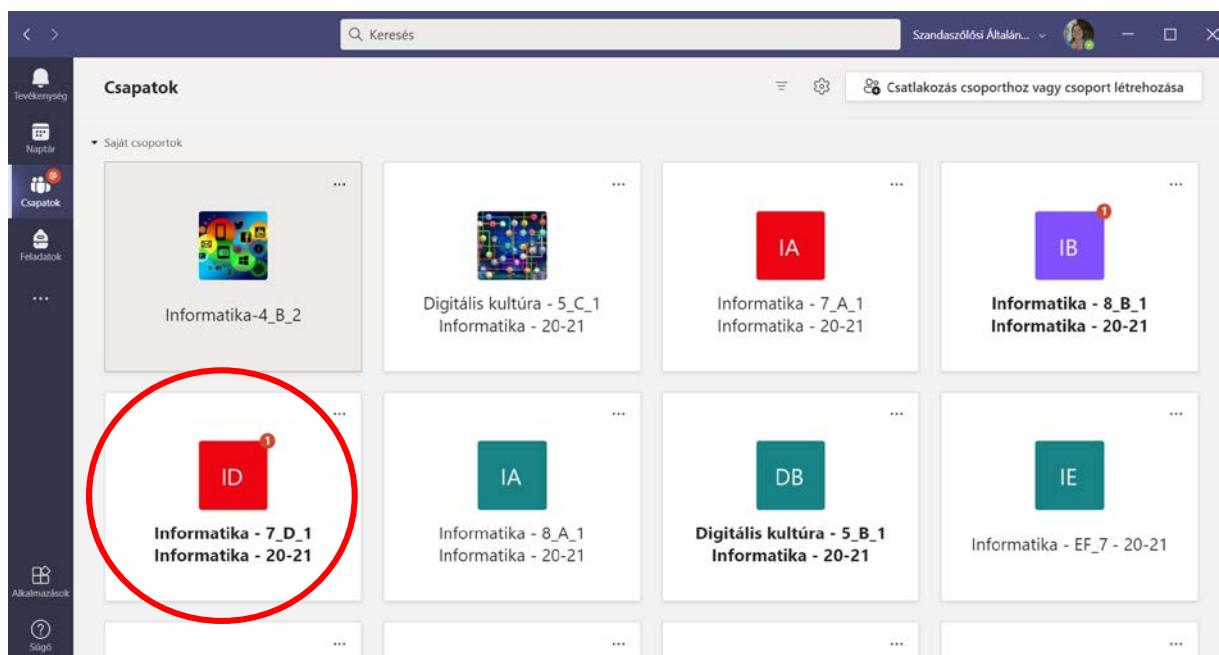 Keresés
Szandaszőlősi Általán...
Tevékenység
Naptár
Csapatok
Feladatok
Alkalmazások
Súgó
Csapatok
Csatlakozás csoporthoz vagy csoport létrehozása
Saját csoportok
Informatika-4_B_2
Digitális kultúra - 5_C_1
Informatika - 20-21
IA
Informatika - 7_A_1
Informatika - 20-21
1
IB
Informatika - 8_B_1
Informatika - 20-21
1
ID
Informatika - 7_D_1
Informatika - 20-21
IA
Informatika - 8_A_1
Informatika - 20-21
DB
Digitális kultúra - 5_B_1
Informatika - 20-21
IE
Informatika - EF_7 - 20-21